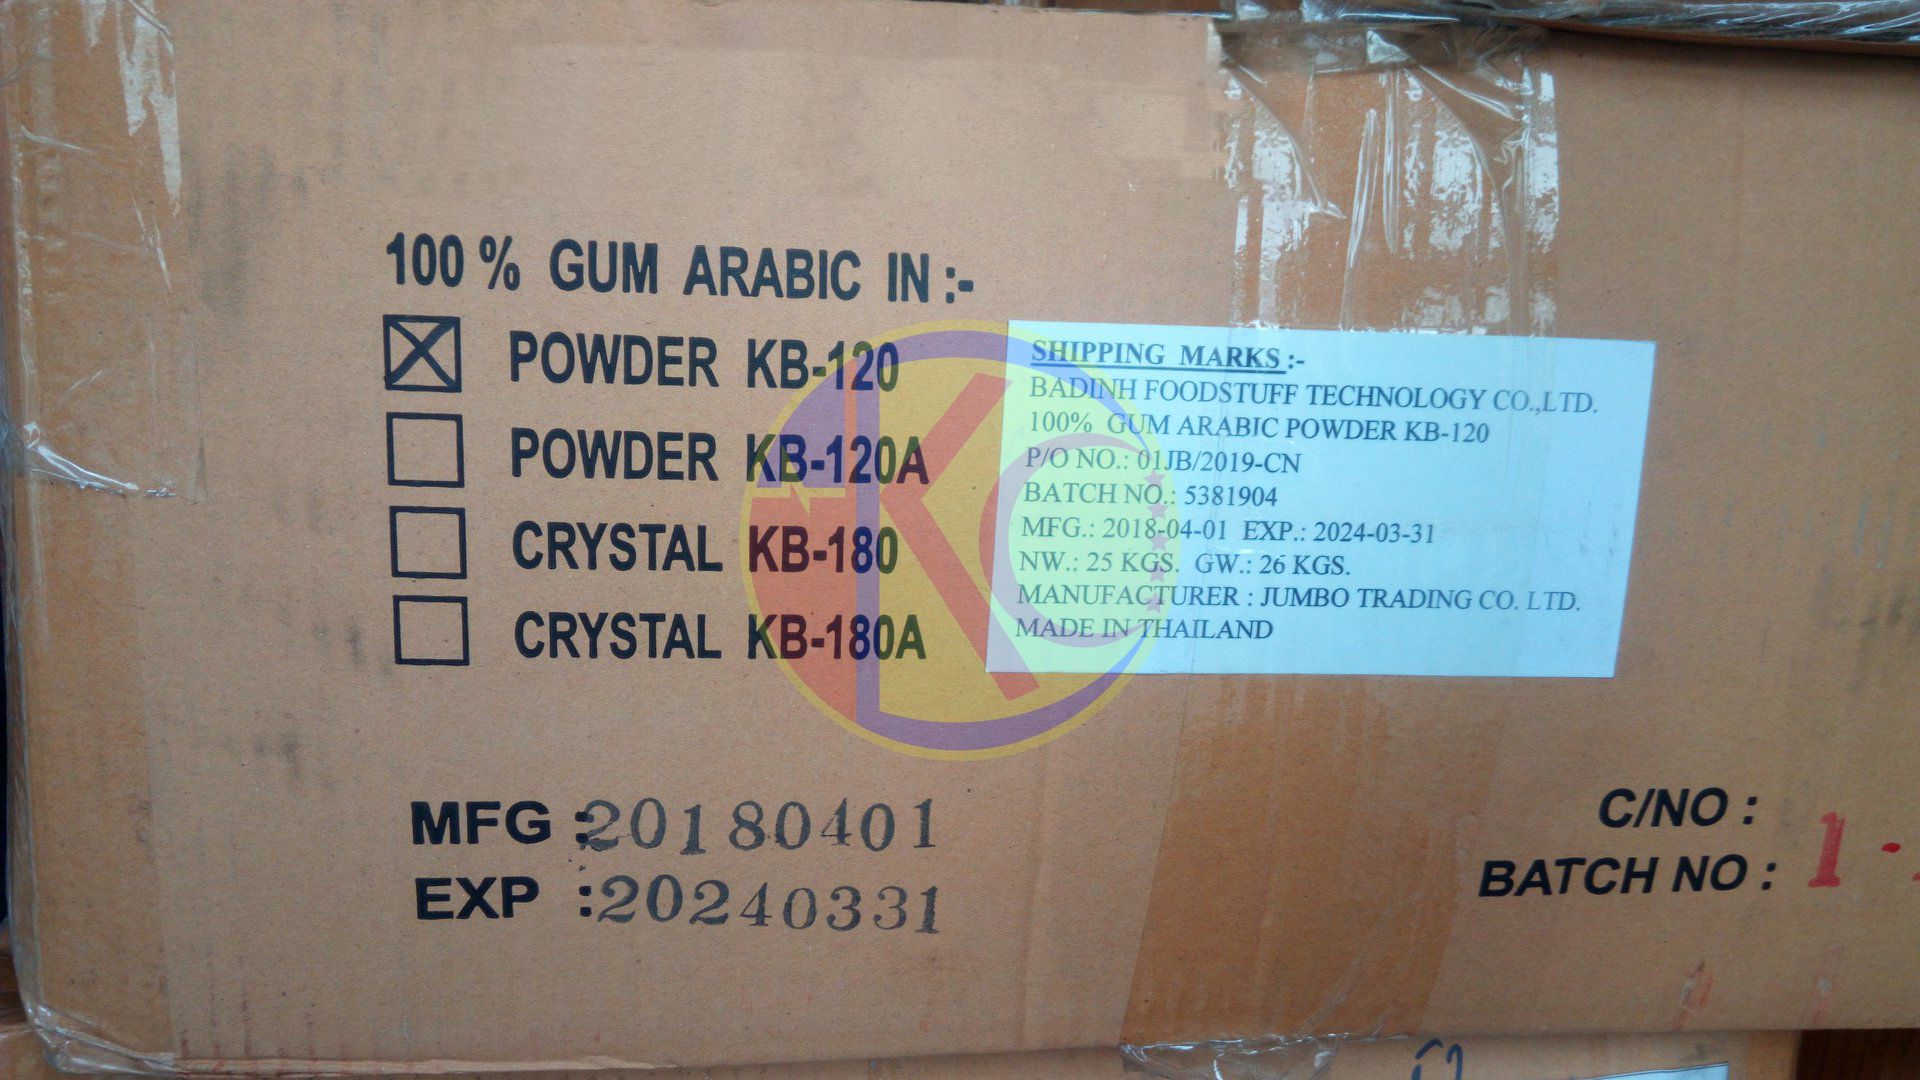 100 % GUM ARABIC IN :-
POWDER KB-120
POWDER KB-120A
CRYSTAL KB-180
CRYSTAL KB-180A
SHIPPING MARKS :-
BADINH FOODSTUFF TECHNOLOGY CO.,LTD.
100% GUM ARABIC POWDER KB-120
P/O NO.: 01JB/2019-CN
BATCH NO.: 5381904
MFG.: 2018-04-01 EXP.: 2024-03-31
NW.: 25 KGS. GW.: 26 KGS.
MANUFACTURER : JUMBO TRADING CO. LTD.
MADE IN THAILAND
MFG :20180401
EXP :20240331
C/NO :
BATCH NO : 1 -